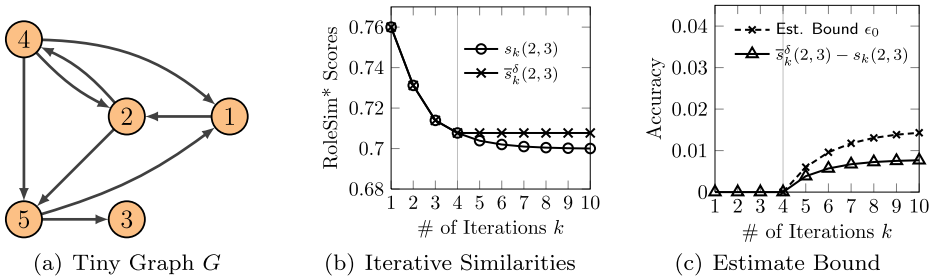 4
2
1
5
3
(a) Tiny Graph G
0.76
0.74
0.72
0.7
0.68
RoleSim* Scores
s_k(2, 3)
s̅_k^δ(2, 3)
1 2 3 4 5 6 7 8 9 10
# of Iterations k
(b) Iterative Similarities
0.04
0.03
0.02
0.01
0
Accuracy
Est. Bound ϵ_0
s̅_k^δ(2, 3) − s_k(2, 3)
1 2 3 4 5 6 7 8 9 10
# of Iterations k
(c) Estimate Bound